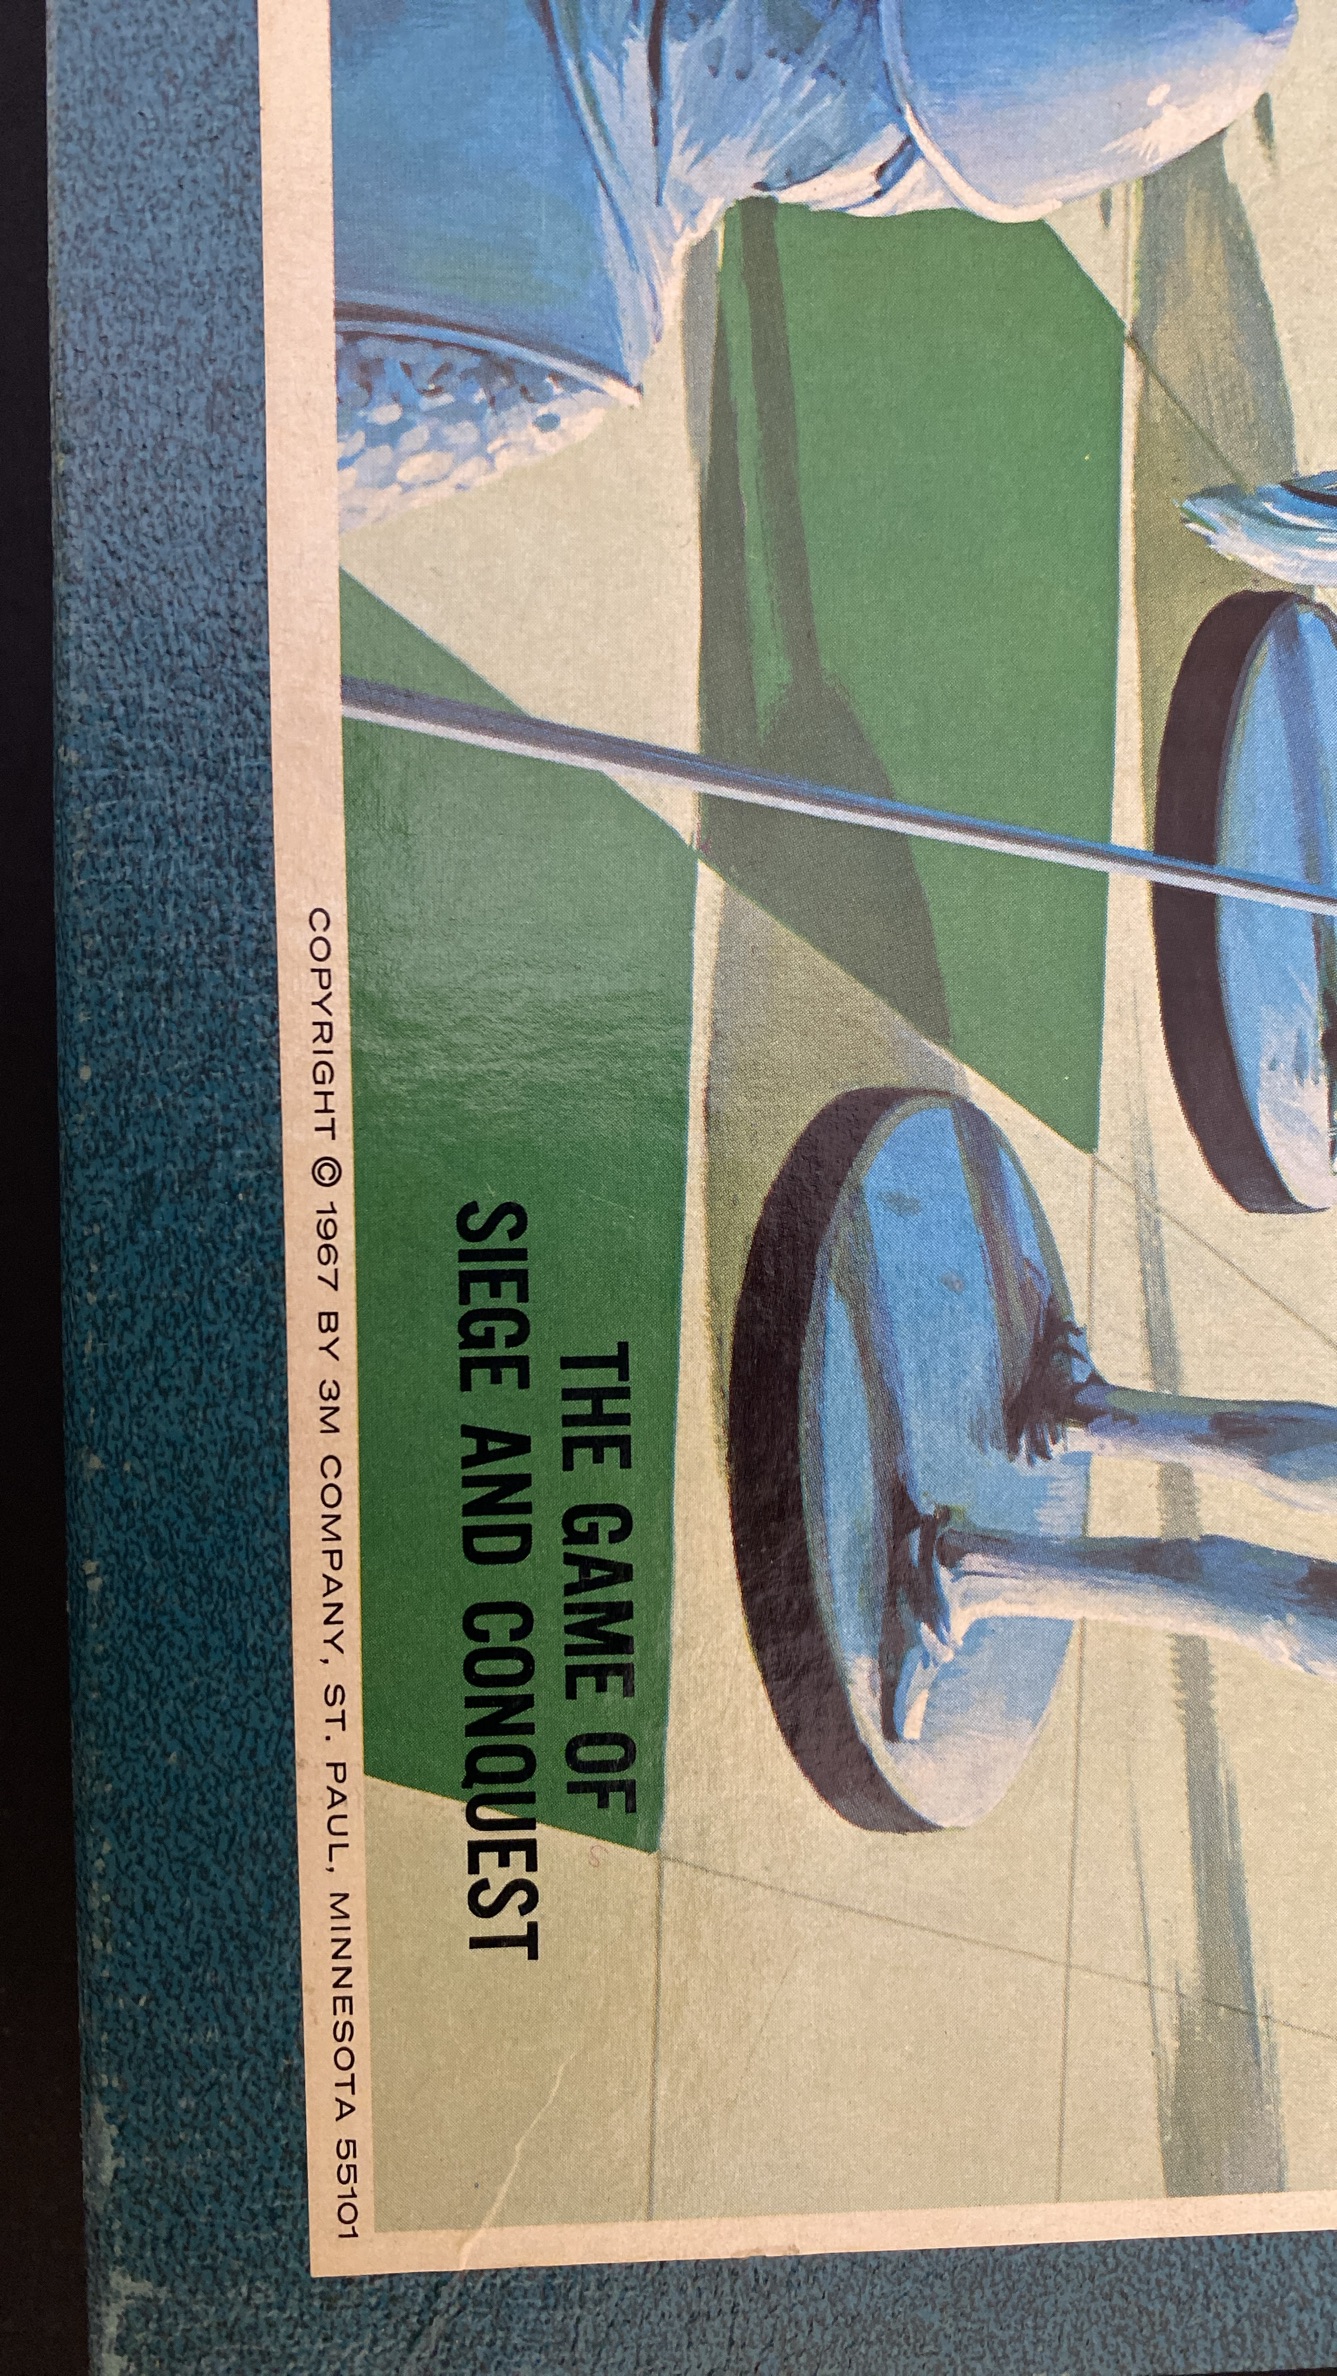 THE GAME OF
SIEGE AND CONQUEST
COPYRIGHT © 1967 BY 3M COMPANY, ST. PAUL, MINNESOTA 55101